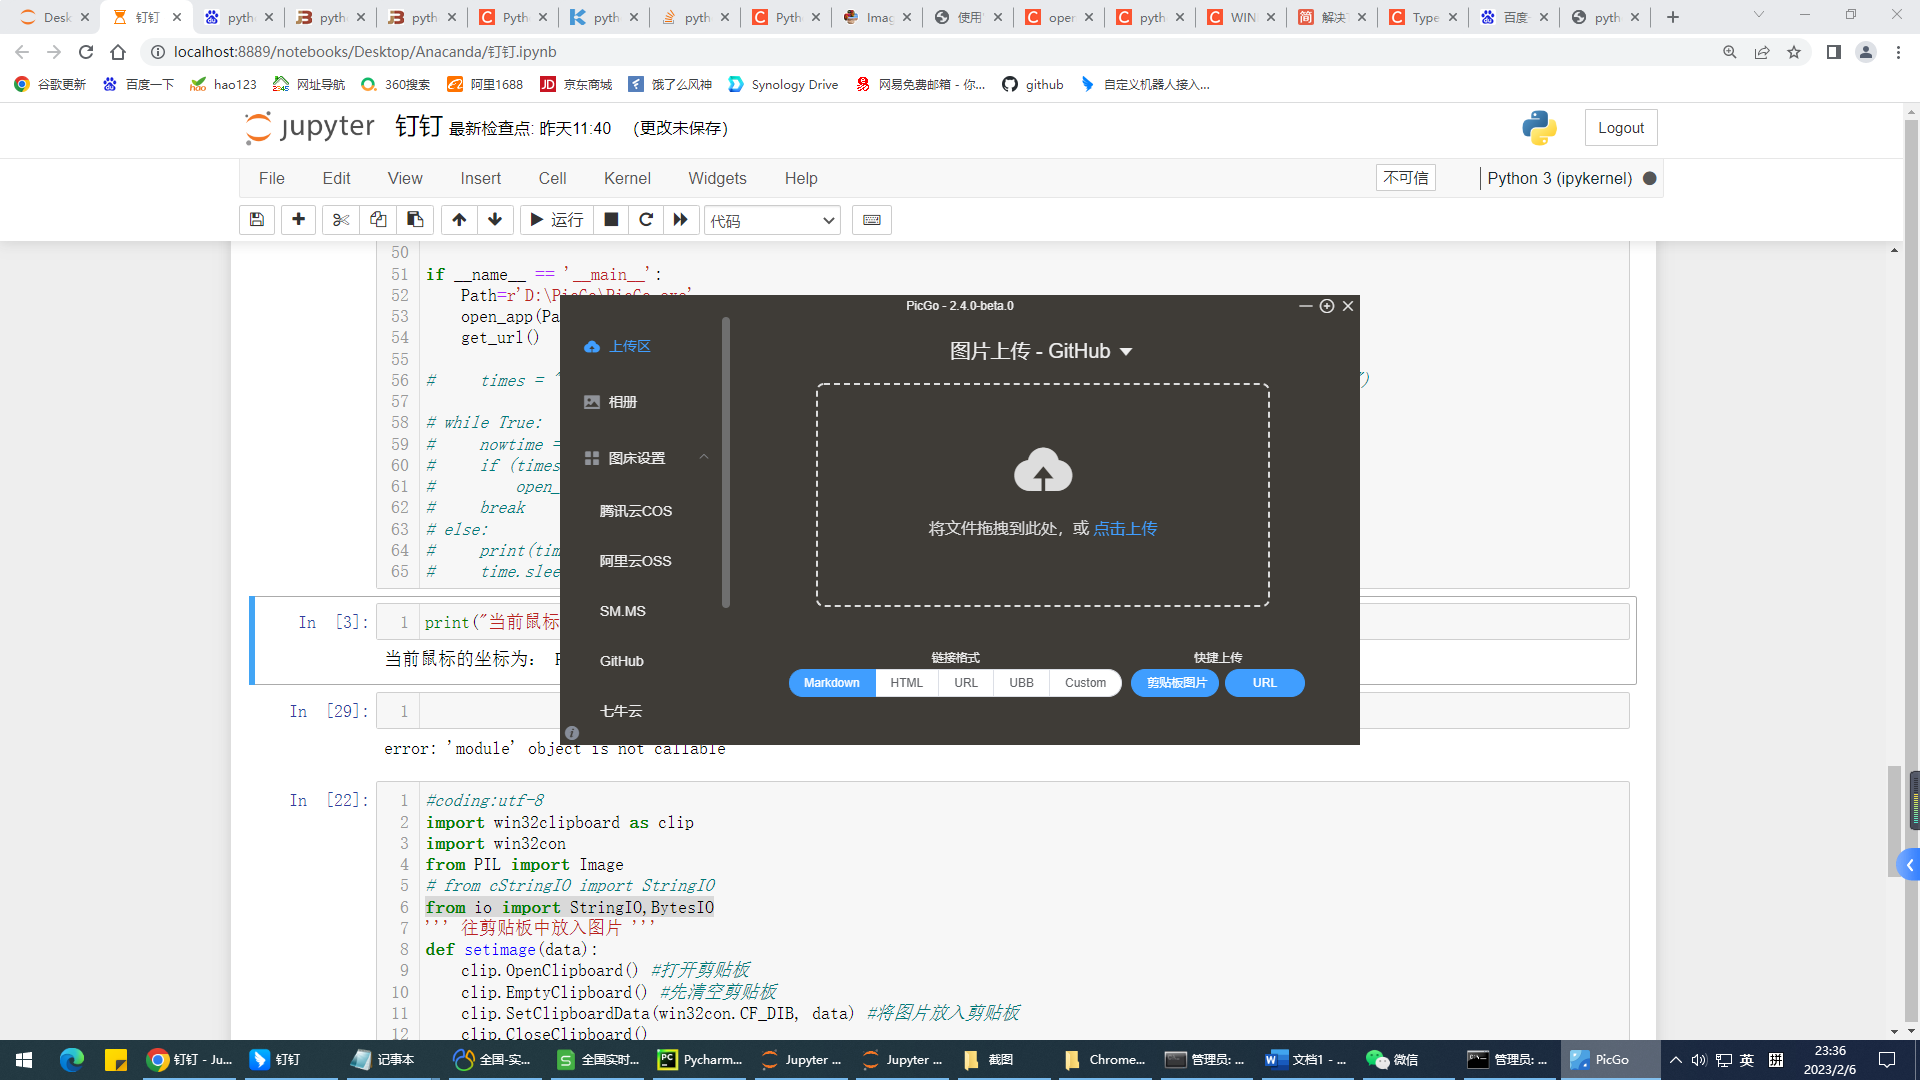 Desk
钉钉
pyth
pyth
pyth
Pyth
pyth
pyth
Pyth
Imag
使用'
open
pyth
WIN
解决T
Type
百度-
pyth
localhost:8889/notebooks/Desktop/Anacanda/钉钉.ipynb
谷歌更新
百度一下
hao123
网址导航
360搜索
阿里1688
京东商城
饿了么风神
Synology Drive
网易免费邮箱 - 你...
github
自定义机器人接入...
jupyter 钉钉 最新检查点: 昨天11:40 (更改未保存)
Logout
File Edit View Insert Cell Kernel Widgets Help
不可信
Python 3 (ipykernel)
运行
代码
50
51 if __name__ == '__main__':
52 Path=r'D:\PicGo\PicGo.exe'
53 open_app(Pa
54 get_url()
55
56 # times = "
")
57
58 # while True:
59 # nowtime =
60 # if (times
61 # open_
62 # break
63 # else:
64 # print(tim
65 # time.slee
PicGo - 2.4.0-beta.0
上传区
相册
图床设置
腾讯云COS
阿里云OSS
SM.MS
GitHub
七牛云
图片上传 - GitHub
将文件拖拽到此处，或 点击上传
链接格式
Markdown HTML URL UBB Custom
快捷上传
剪贴板图片 URL
In [3]:
1 print("当前鼠标
当前鼠标的坐标为： P
In [29]:
1
error: 'module' object is not callable
In [22]:
1 #coding:utf-8
2 import win32clipboard as clip
3 import win32con
4 from PIL import Image
5 # from cStringIO import StringIO
6 from io import StringIO,BytesIO
7 ''' 往剪贴板中放入图片 '''
8 def setimage(data):
9 clip.OpenClipboard() #打开剪贴板
10 clip.EmptyClipboard() #先清空剪贴板
11 clip.SetClipboardData(win32con.CF_DIB, data) #将图片放入剪贴板
12 clip.CloseClipboard()
钉钉 - Ju...
钉钉
记事本
全国-实...
全国实时...
Pycharm...
Jupyter ...
Jupyter ...
截图
Chrome...
管理员: ...
文档1 - ...
微信
管理员: ...
PicGo
英
23:36
2023/2/6